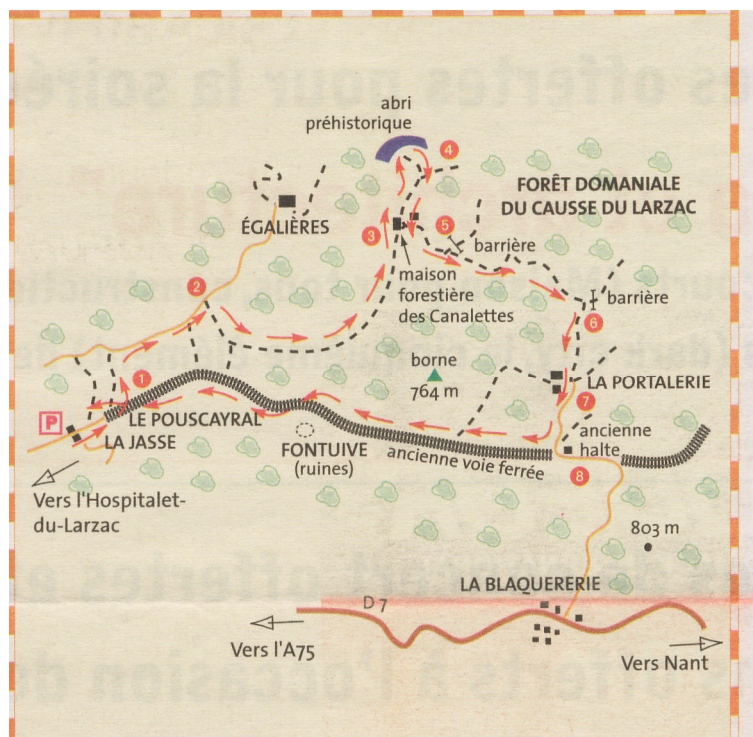 abri
préhistorique
4
FORÊT DOMANIALE
DU CAUSSE DU LARZAC
ÉGALIÈRES
3
5
barrière
maison
forestière
des Canalettes
2
barrière
6
borne
764 m
1
LA PORTALERIE
7
P
LE POUSCAYRAL
LA JASSE
FONTUIVE
(ruines)
ancienne voie ferrée
ancienne
halte
8
Vers l'Hospitalet-
du-Larzac
803 m
LA BLAQUERERIE
D 7
Vers l'A75
Vers Nant